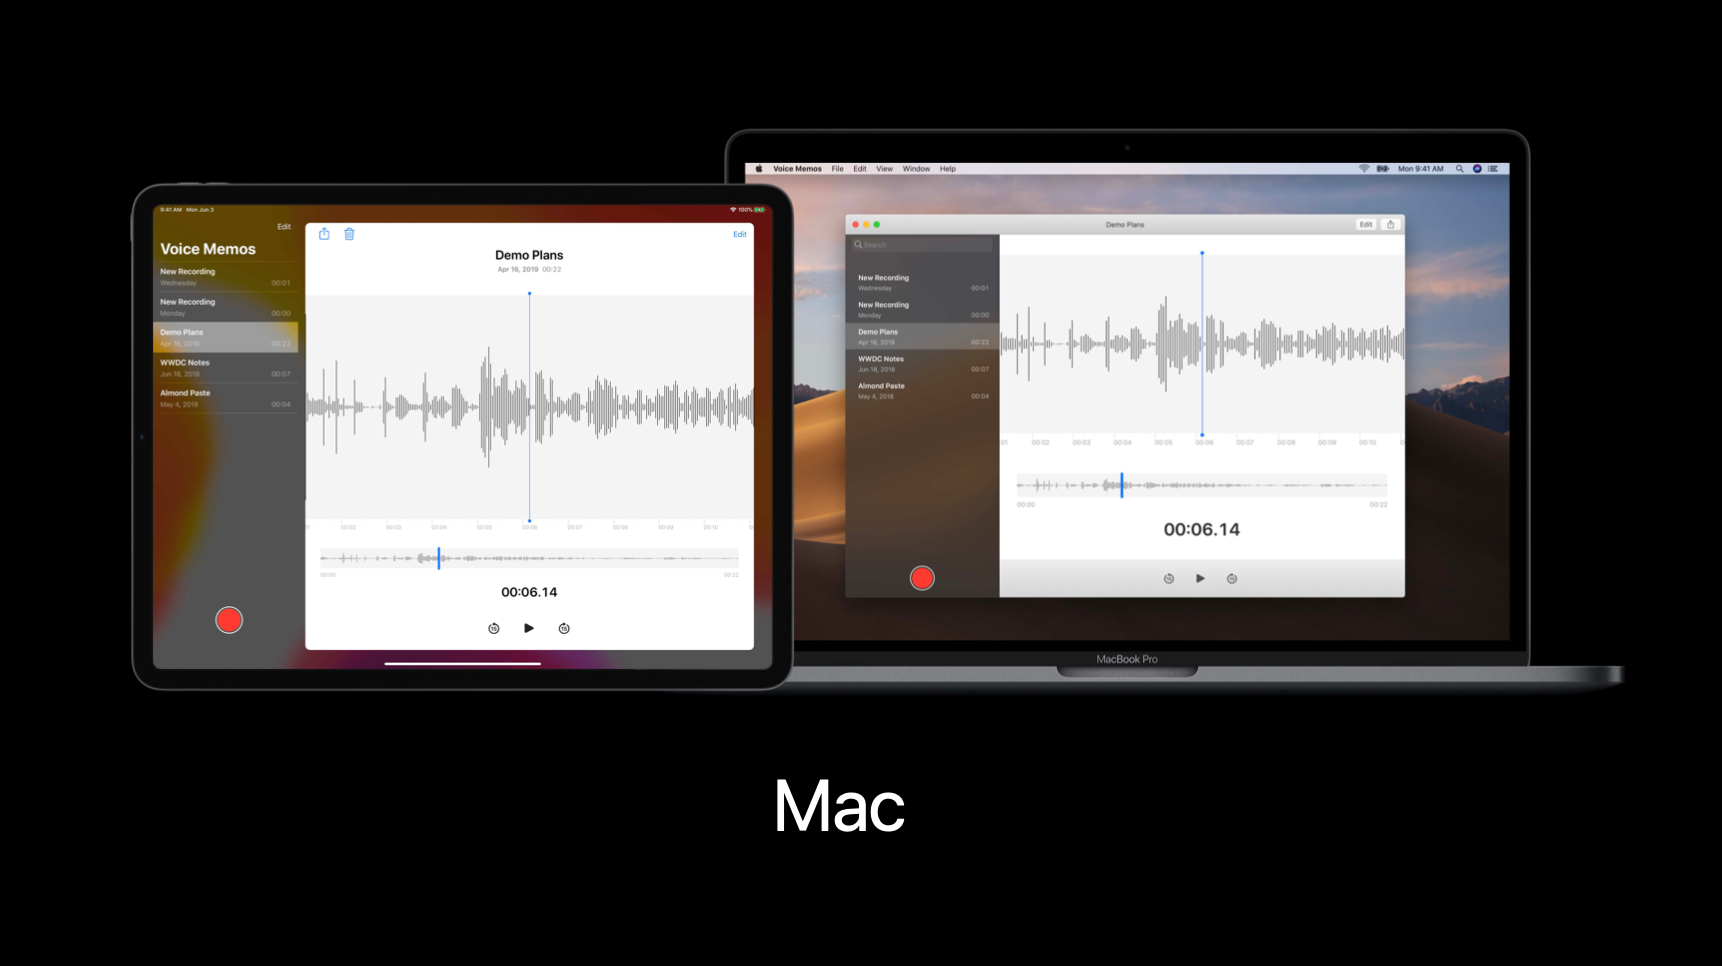 9:41 AM Mon Jun 3
100%
Edit
Voice Memos
New Recording
Wednesday 00:01
New Recording
Monday 00:00
Demo Plans
Apr 16, 2019 00:22
WWDC Notes
Jun 18, 2018 00:07
Almond Paste
May 4, 2018 00:04
Edit
Demo Plans
Apr 16, 2019 00:22
00:02 00:03 00:04 00:05 00:06 00:07 00:08 00:09 00:10
00:00 00:22
00:06.14
15 15
Voice Memos File Edit View Window Help
Mon 9:41 AM
Demo Plans
Edit
Search
New Recording
Wednesday 00:01
New Recording
Monday 00:00
Demo Plans
Apr 16, 2019 00:22
WWDC Notes
Jun 18, 2018 00:07
Almond Paste
May 4, 2018 00:04
:01 00:02 00:03 00:04 00:05 00:06 00:07 00:08 00:09 00:10
00:00 00:22
00:06.14
15 15
MacBook Pro
Mac